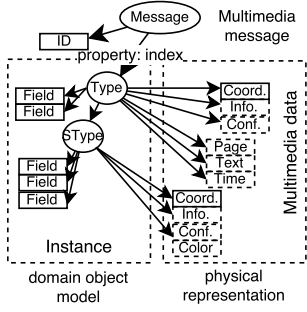 Message
Multimedia
message
ID
property: index
Type
Field
Field
Coord.
Info.
Conf.
SType
Page
Text
Time
Field
Field
Field
Coord.
Info.
Conf.
Color
Multimedia data
Instance
domain object
model
physical
representation